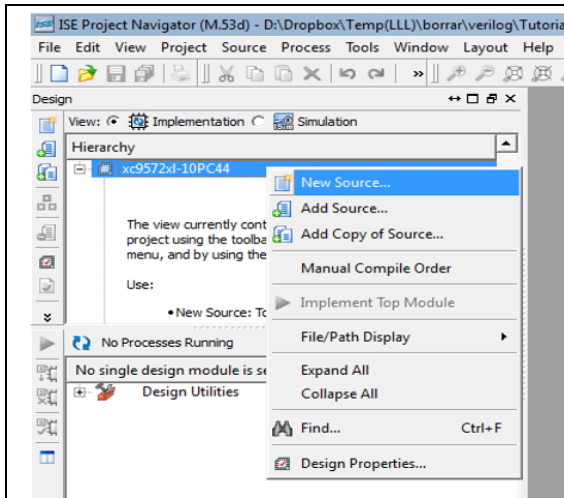 ISE Project Navigator (M.53d) - D:\Dropbox\Temp(LLL)\borrar\verilog\Tutoria
File Edit View Project Source Process Tools Window Layout Help
Design
View: Implementation Simulation
Hierarchy
xc9572xl-10PC44
The view currently cont
project using the toolba
menu, and by using the
Use:
• New Source: To
New Source...
Add Source...
Add Copy of Source...
Manual Compile Order
Implement Top Module
File/Path Display
Expand All
Collapse All
Find... Ctrl+F
Design Properties...
No Processes Running
No single design module is se
Design Utilities